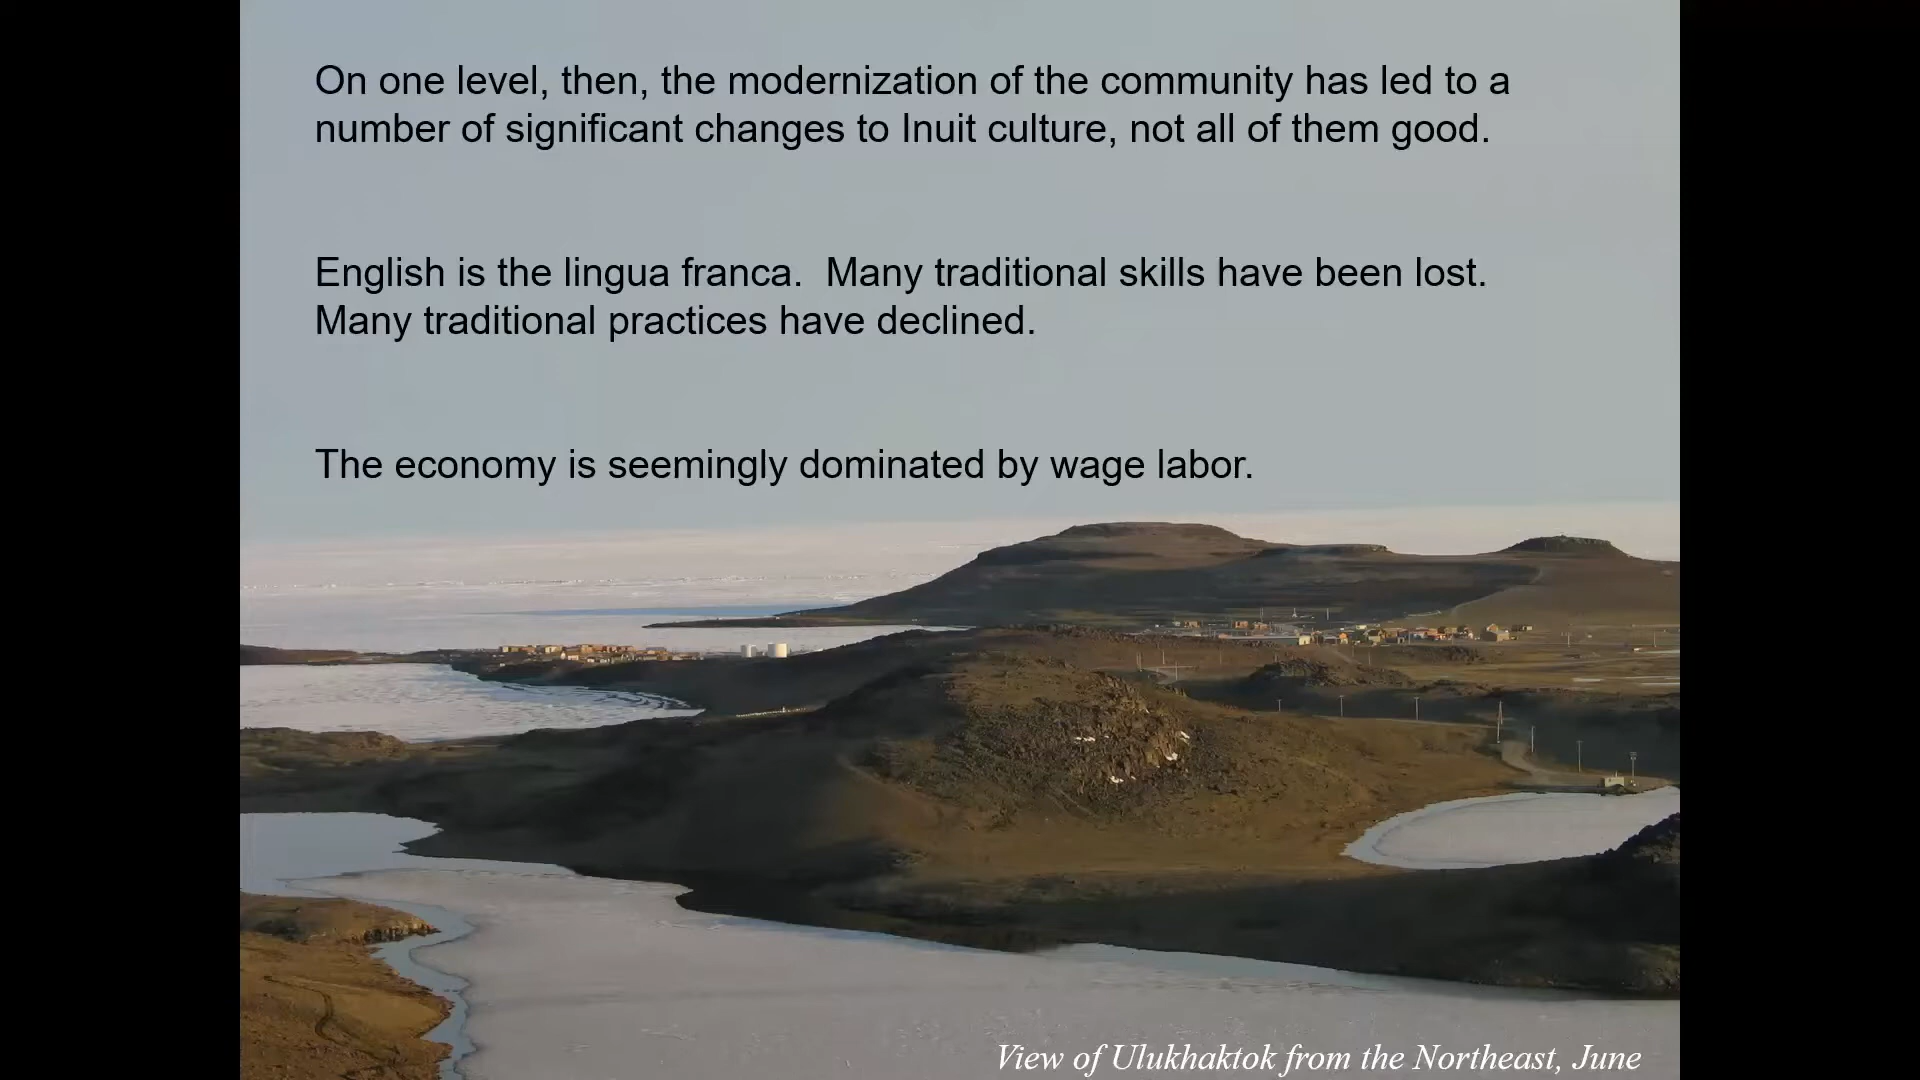 On one level, then, the modernization of the community has led to a
number of significant changes to Inuit culture, not all of them good.
English is the lingua franca.  Many traditional skills have been lost.
Many traditional practices have declined.
The economy is seemingly dominated by wage labor.
View of Ulukhaktok from the Northeast, June